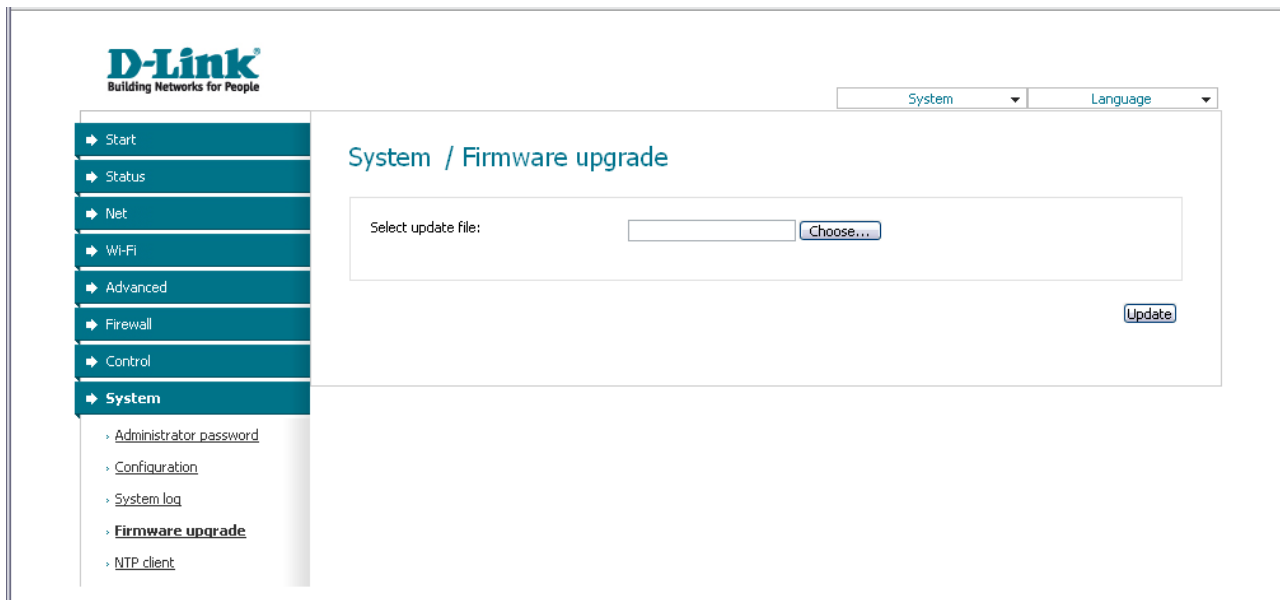 D-Link®
Building Networks for People
System
Language
Start
Status
Net
Wi-Fi
Advanced
Firewall
Control
System
Administrator password
Configuration
System log
Firmware upgrade
NTP client
System / Firmware upgrade
Select update file:
Choose...
Update